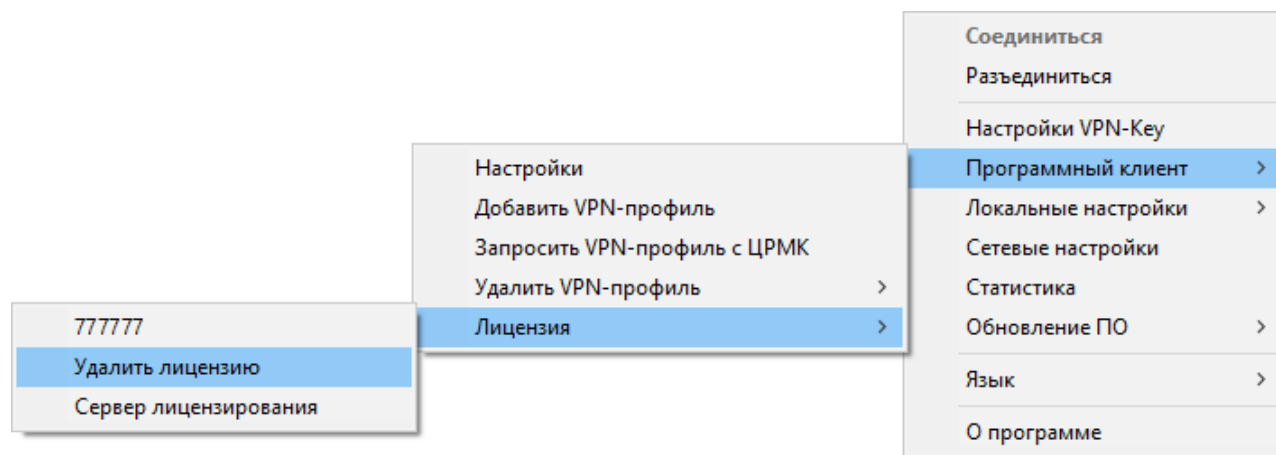 Соединиться
Разъединиться
Настройки VPN-Key
Программный клиент
Локальные настройки
Сетевые настройки
Статистика
Обновление ПО
Язык
О программе
Настройки
Добавить VPN-профиль
Запросить VPN-профиль с ЦРМК
Удалить VPN-профиль
Лицензия
777777
Удалить лицензию
Сервер лицензирования